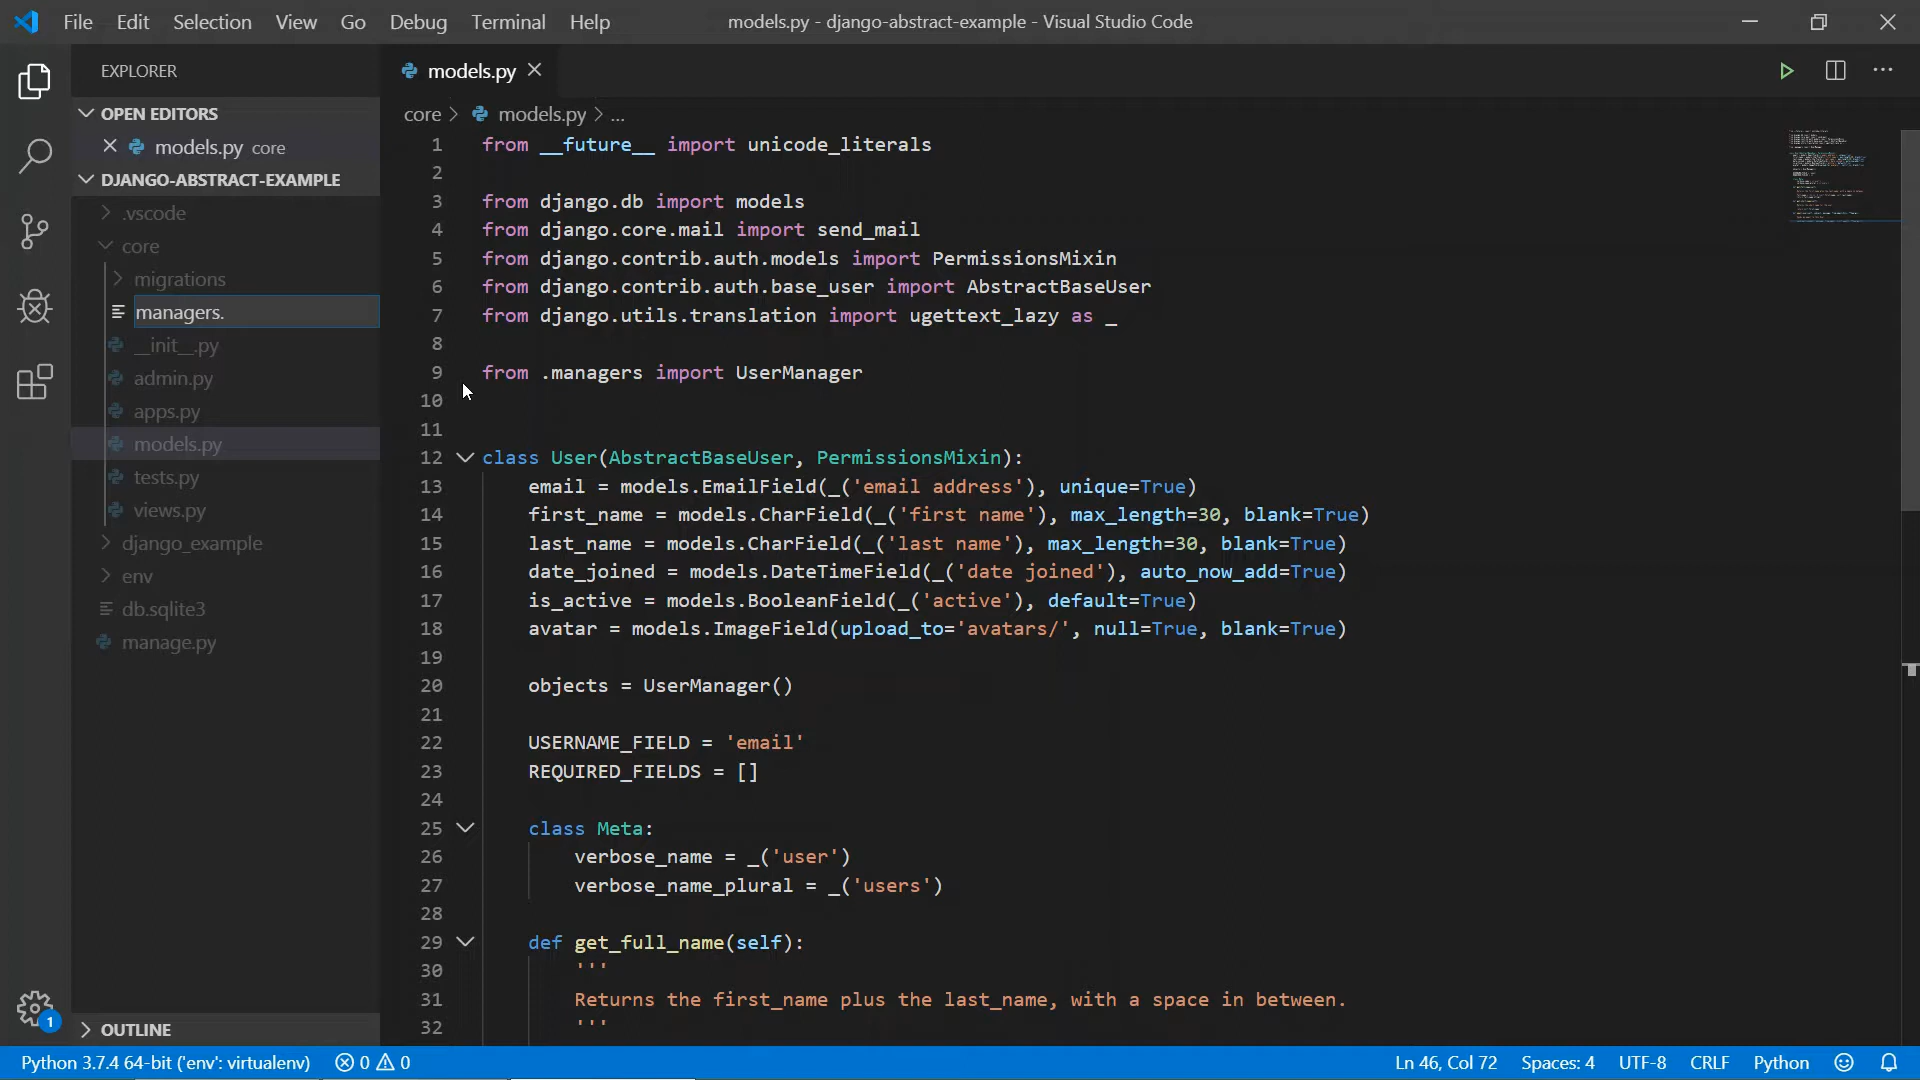 File Edit Selection View Go Debug Terminal Help
models.py - django-abstract-example - Visual Studio Code
EXPLORER
OPEN EDITORS
models.py core
DJANGO-ABSTRACT-EXAMPLE
.vscode
core
migrations
managers.
__init__.py
admin.py
apps.py
models.py
tests.py
views.py
django_example
env
db.sqlite3
manage.py
OUTLINE
1
models.py
core > models.py > ...
1 from __future__ import unicode_literals
2
3 from django.db import models
4 from django.core.mail import send_mail
5 from django.contrib.auth.models import PermissionsMixin
6 from django.contrib.auth.base_user import AbstractBaseUser
7 from django.utils.translation import ugettext_lazy as _
8
9 from .managers import UserManager
10
11
12 class User(AbstractBaseUser, PermissionsMixin):
13 email = models.EmailField(_('email address'), unique=True)
14 first_name = models.CharField(_('first name'), max_length=30, blank=True)
15 last_name = models.CharField(_('last name'), max_length=30, blank=True)
16 date_joined = models.DateTimeField(_('date joined'), auto_now_add=True)
17 is_active = models.BooleanField(_('active'), default=True)
18 avatar = models.ImageField(upload_to='avatars/', null=True, blank=True)
19
20 objects = UserManager()
21
22 USERNAME_FIELD = 'email'
23 REQUIRED_FIELDS = []
24
25 class Meta:
26 verbose_name = _('user')
27 verbose_name_plural = _('users')
28
29 def get_full_name(self):
30 '''
31 Returns the first_name plus the last_name, with a space in between.
32 '''
Python 3.7.4 64-bit ('env': virtualenv) 0 0 Ln 46, Col 72 Spaces: 4 UTF-8 CRLF Python